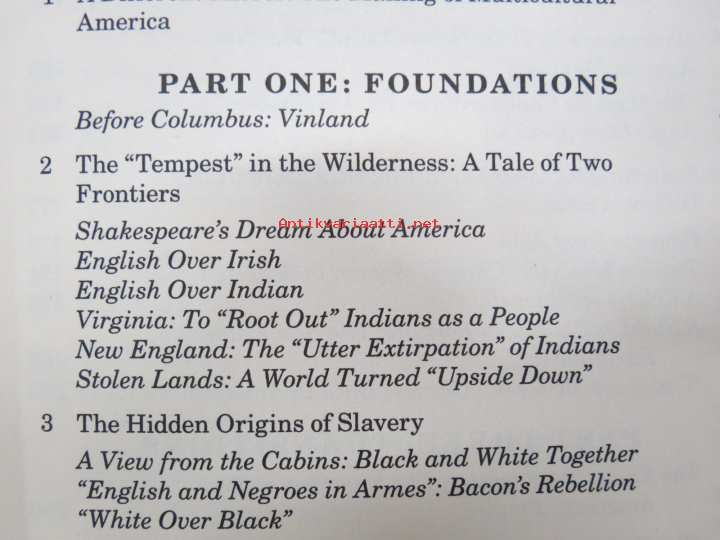 America
PART ONE: FOUNDATIONS
Before Columbus: Vinland
2 The “Tempest” in the Wilderness: A Tale of Two
Frontiers
Antikvariaatti.net
Shakespeare’s Dream About America
English Over Irish
English Over Indian
Virginia: To “Root Out” Indians as a People
New England: The “Utter Extirpation” of Indians
Stolen Lands: A World Turned “Upside Down”
3 The Hidden Origins of Slavery
A View from the Cabins: Black and White Together
“English and Negroes in Armes”: Bacon’s Rebellion
“White Over Black”